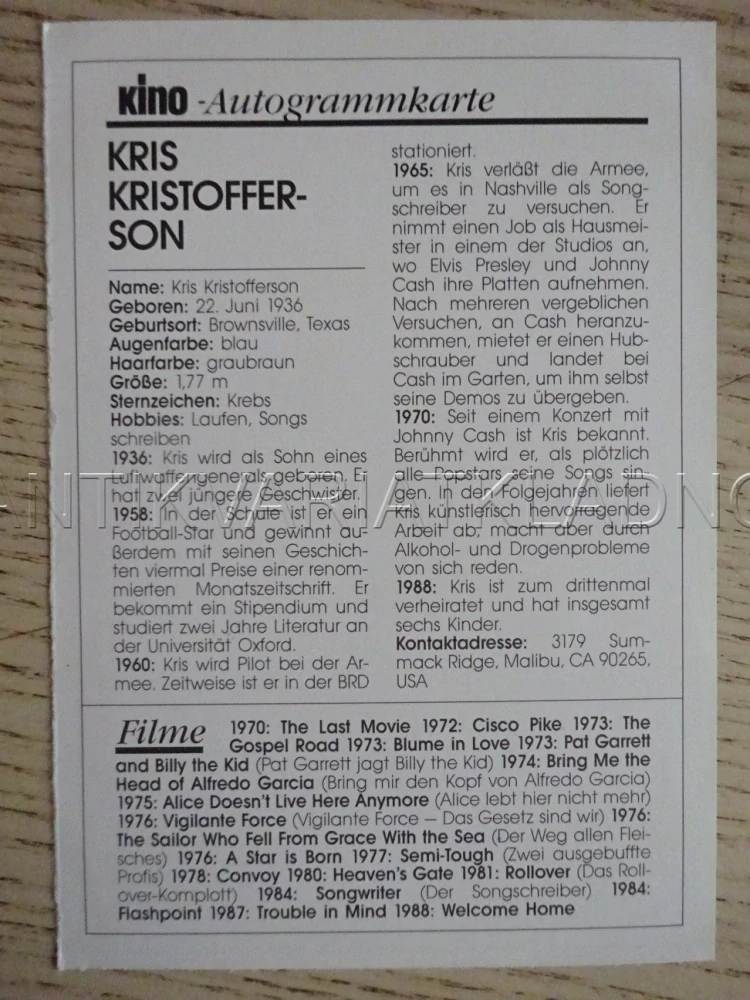 Kino -Autogrammkarte
KRIS
KRISTOFFER-
SON
Name: Kris Kristofferson
Geboren: 22. Juni 1936
Geburtsort: Brownsville, Texas
Augenfarbe: blau
Haarfarbe: graubraun
Größe: 1,77 m
Sternzeichen: Krebs
Hobbies: Laufen, Songs
schreiben
1936: Kris wird als Sohn eines
Luftwaffengenerals geboren. Er
hat zwei jüngere Geschwister.
1958: In der Schule ist er ein
Football-Star und gewinnt au-
ßerdem mit seinen Geschich-
ten viermal Preise einer renom-
mierten Monatszeitschrift. Er
bekommt ein Stipendium und
studiert zwei Jahre Literatur an
der Universität Oxford.
1960: Kris wird Pilot bei der Ar-
mee. Zeitweise ist er in der BRD
stationiert.
1965: Kris verläßt die Armee,
um es in Nashville als Song-
schreiber zu versuchen. Er
nimmt einen Job als Hausmei-
ster in einem der Studios an,
wo Elvis Presley und Johnny
Cash ihre Platten aufnehmen.
Nach mehreren vergeblichen
Versuchen, an Cash heranzu-
kommen, mietet er einen Hub-
schrauber und landet bei
Cash im Garten, um ihm selbst
seine Demos zu übergeben.
1970: Seit einem Konzert mit
Johnny Cash ist Kris bekannt.
Berühmt wird er, als plötzlich
alle Popstars seine Songs sin-
gen. In den Folgejahren liefert
Kris künstlerisch hervorragende
Arbeit ab, macht aber durch
Alkohol- und Drogenprobleme
von sich reden.
1988: Kris ist zum drittenmal
verheiratet und hat insgesamt
sechs Kinder.
Kontaktadresse: 3179 Sum-
mack Ridge, Malibu, CA 90265,
USA
ANTIKVARIAT KLADNO
Filme 1970: The Last Movie 1972: Cisco Pike 1973: The
Gospel Road 1973: Blume in Love 1973: Pat Garrett
and Billy the Kid (Pat Garrett jagt Billy the Kid) 1974: Bring Me the
Head of Alfredo Garcia (Bring mir den Kopf von Alfredo Garcia)
1975: Alice Doesn't Live Here Anymore (Alice lebt hier nicht mehr)
1976: Vigilante Force (Vigilante Force – Das Gesetz sind wir) 1976:
The Sailor Who Fell From Grace With the Sea (Der Weg allen Flei-
sches) 1976: A Star is Born 1977: Semi-Tough (Zwei ausgebuffte
Profis) 1978: Convoy 1980: Heaven's Gate 1981: Rollover (Das Roll-
over-Komplott) 1984: Songwriter (Der Songschreiber) 1984:
Flashpoint 1987: Trouble in Mind 1988: Welcome Home